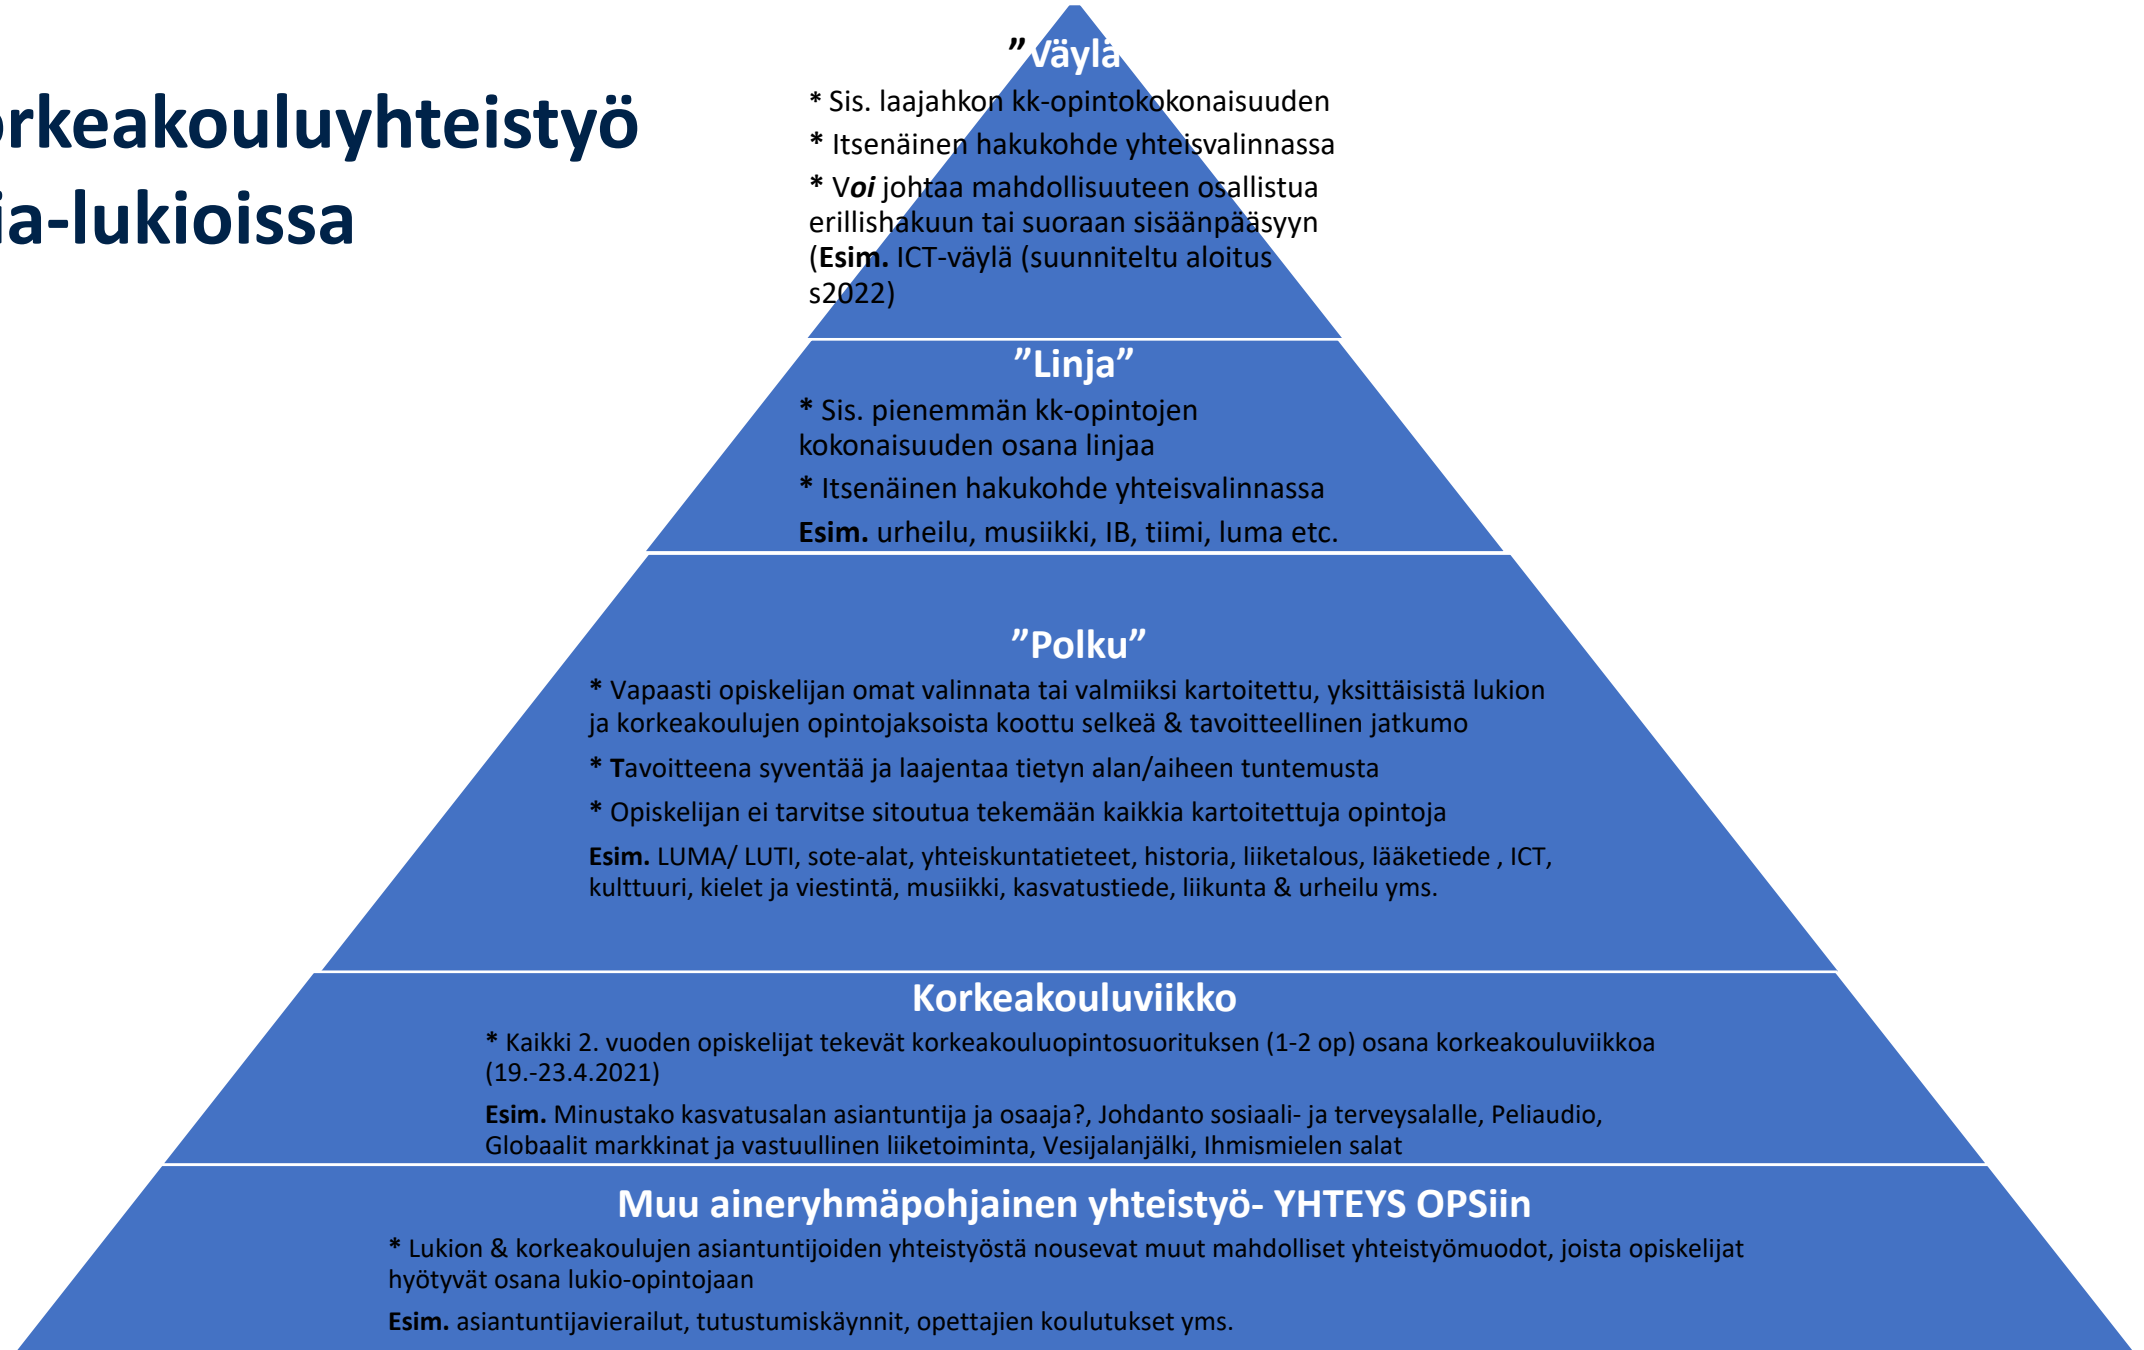 orkeakouluyhteistyö
ia-lukioissa
”Väylä
* Sis. laajahkon kk-opintokokonaisuuden
* Itsenäinen hakukohde yhteisvalinnassa
* Voi johtaa mahdollisuuteen osallistua
erillishakuun tai suoraan sisäänpääsyyn
(Esim. ICT-väylä (suunniteltu aloitus
s2022)
”Linja”
* Sis. pienemmän kk-opintojen
kokonaisuuden osana linjaa
* Itsenäinen hakukohde yhteisvalinnassa
Esim. urheilu, musiikki, IB, tiimi, luma etc.
”Polku”
* Vapaasti opiskelijan omat valinnata tai valmiiksi kartoitettu, yksittäisistä lukion
ja korkeakoulujen opintojaksoista koottu selkeä & tavoitteellinen jatkumo
* Tavoitteena syventää ja laajentaa tietyn alan/aiheen tuntemusta
* Opiskelijan ei tarvitse sitoutua tekemään kaikkia kartoitettuja opintoja
Esim. LUMA/ LUTI, sote-alat, yhteiskuntatieteet, historia, liiketalous, lääketiede , ICT,
kulttuuri, kielet ja viestintä, musiikki, kasvatustiede, liikunta & urheilu yms.
Korkeakouluviikko
* Kaikki 2. vuoden opiskelijat tekevät korkeakouluopintosuorituksen (1-2 op) osana korkeakouluviikkoa
(19.-23.4.2021)
Esim. Minustako kasvatusalan asiantuntija ja osaaja?, Johdanto sosiaali- ja terveysalalle, Peliaudio,
Globaalit markkinat ja vastuullinen liiketoiminta, Vesijalanjälki, Ihmismielen salat
Muu aineryhmäpohjainen yhteistyö- YHTEYS OPSiin
* Lukion & korkeakoulujen asiantuntijoiden yhteistyöstä nousevat muut mahdolliset yhteistyömuodot, joista opiskelijat
hyötyvät osana lukio-opintojaan
Esim. asiantuntijavierailut, tutustumiskäynnit, opettajien koulutukset yms.